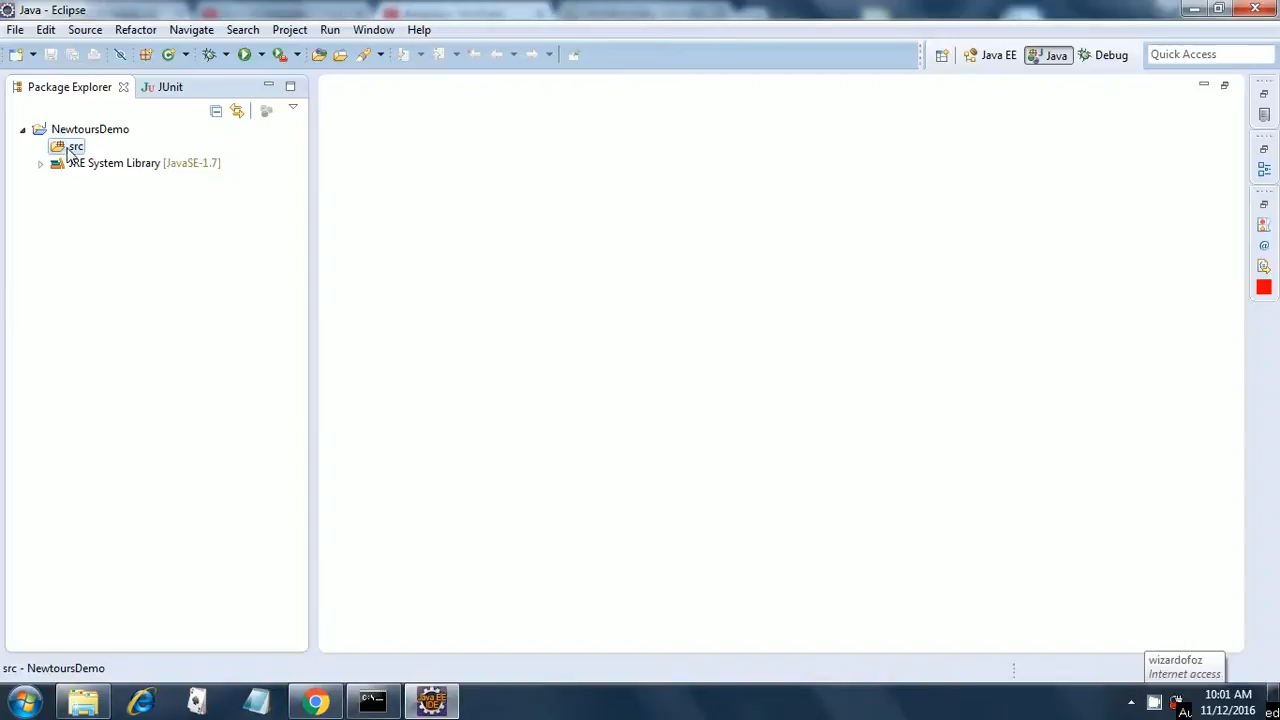 Java - Eclipse
File Edit Source Refactor Navigate Search Project Run Window Help
Java EE Java Debug Quick Access
Package Explorer JUnit
NewtoursDemo
src
JRE System Library [JavaSE-1.7]
src - NewtoursDemo
wizardofoz
Internet access
10:01 AM
11/12/2016